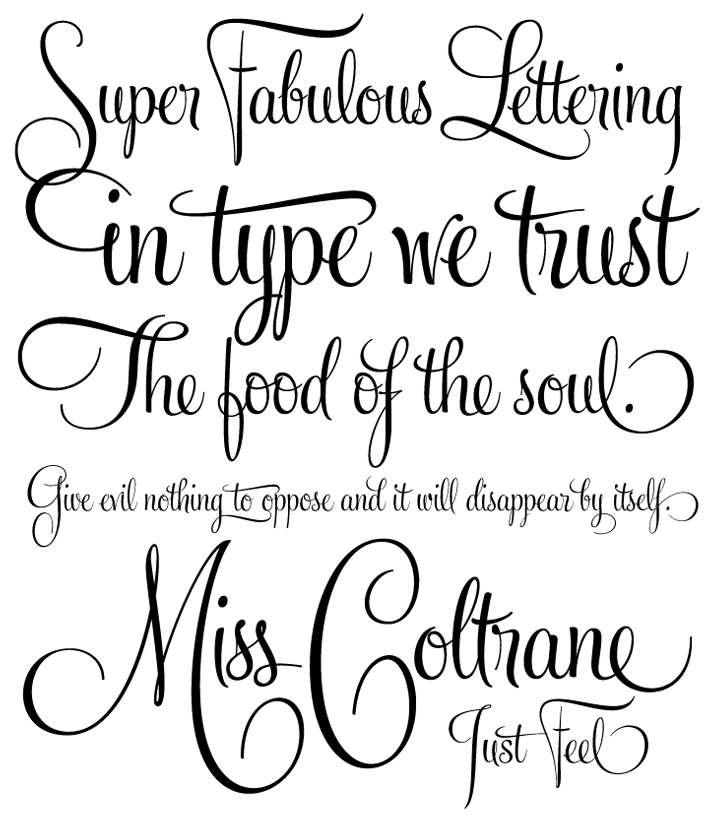 Super Fabulous Lettering
in type we trust
The food of the soul.
Give evil nothing to oppose and it will disappear by itself.
Miss Coltrane
Just Feel